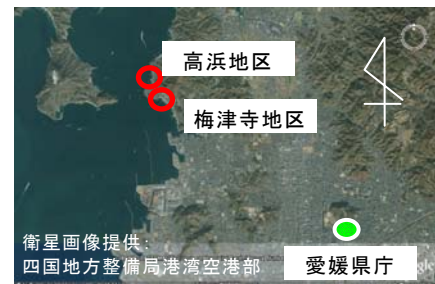 高浜地区
梅津寺地区
衛星画像提供：
四国地方整備局港湾空港部
愛媛県庁